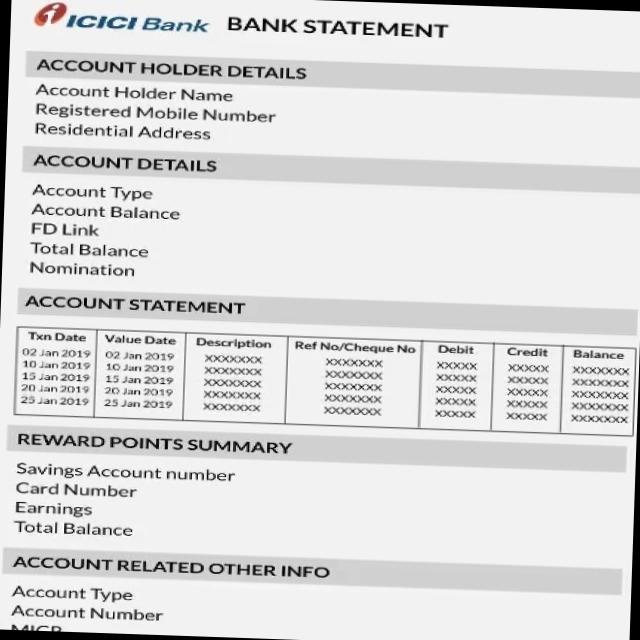 ICICI Bank BANK STATEMENT
ACCOUNT HOLDER DETAILS
Account Holder Name
Registered Mobile Number
Residential Address
ACCOUNT DETAILS
Account Type
Account Balance
FD Link
Total Balance
Nomination
ACCOUNT STATEMENT
Txn Date Value Date Description Ref No/Cheque No Debit Credit Balance
02 Jan 2019 02 Jan 2019 XXXXXXX XXXXXXX XXXXX XXXXX XXXXXXX
10 Jan 2019 10 Jan 2019 XXXXXXX XXXXXXX XXXXX XXXXX XXXXXXX
15 Jan 2019 15 Jan 2019 XXXXXXX XXXXXXX XXXXX XXXXX XXXXXXX
20 Jan 2019 20 Jan 2019 XXXXXXX XXXXXXX XXXXX XXXXX XXXXXXX
25 Jan 2019 25 Jan 2019 XXXXXXX XXXXXXX XXXXX XXXXX XXXXXXX
REWARD POINTS SUMMARY
Savings Account number
Card Number
Earnings
Total Balance
ACCOUNT RELATED OTHER INFO
Account Type
Account Number